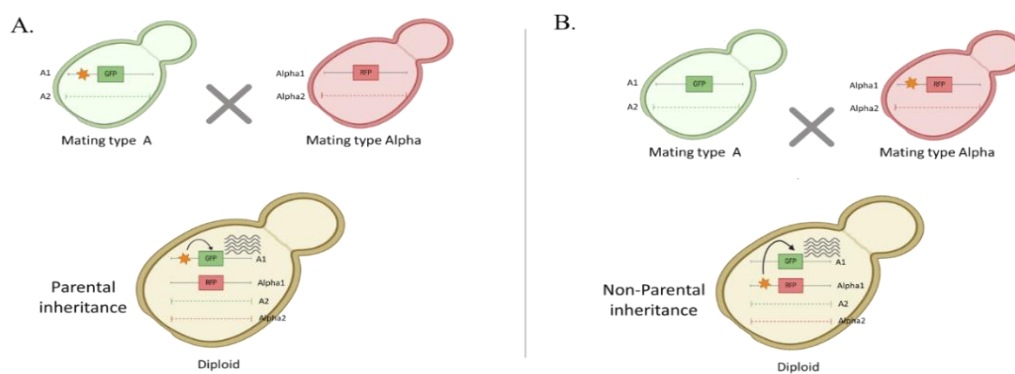 A.
A1
GFP
A2
Mating type A
Alpha1
RFP
Alpha2
Mating type Alpha
Parental
inheritance
GFP
A1
RFP
Alpha1
A2
Alpha2
Diploid
B.
A1
GFP
A2
Mating type A
Alpha1
RFP
Alpha2
Mating type Alpha
Non-Parental
inheritance
GFP
A1
RFP
Alpha1
A2
Alpha2
Diploid